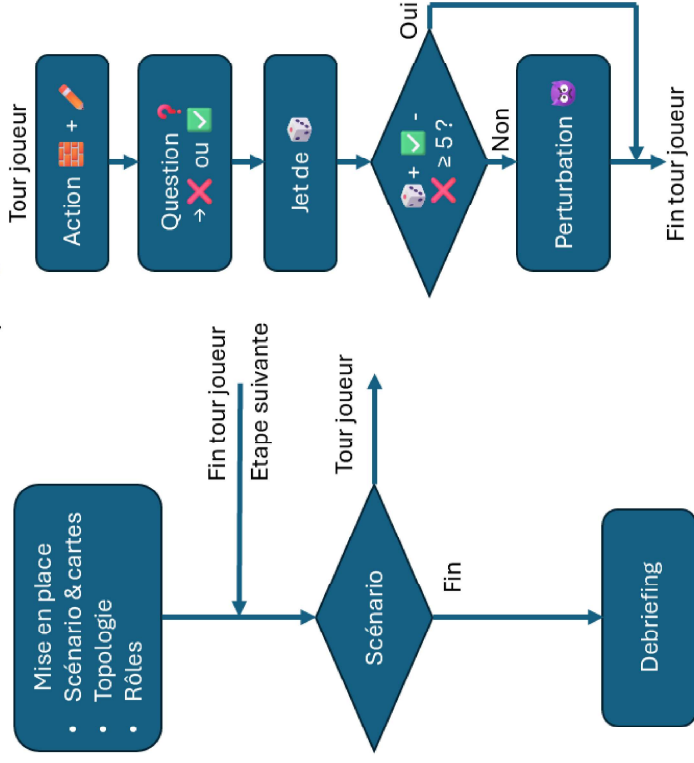 Mise en place
• Scénario & cartes
• Topologie
• Rôles
Fin tour joueur
Etape suivante
Scénario
Tour joueur
Fin
Debriefing
Tour joueur
Action 🧱 + ✏️
Question ❓
→ ❌ ou ✅
Jet de 🎲
🎲 + ✅ -
❌ ≥ 5 ?
Oui
Non
Perturbation 👿
Fin tour joueur